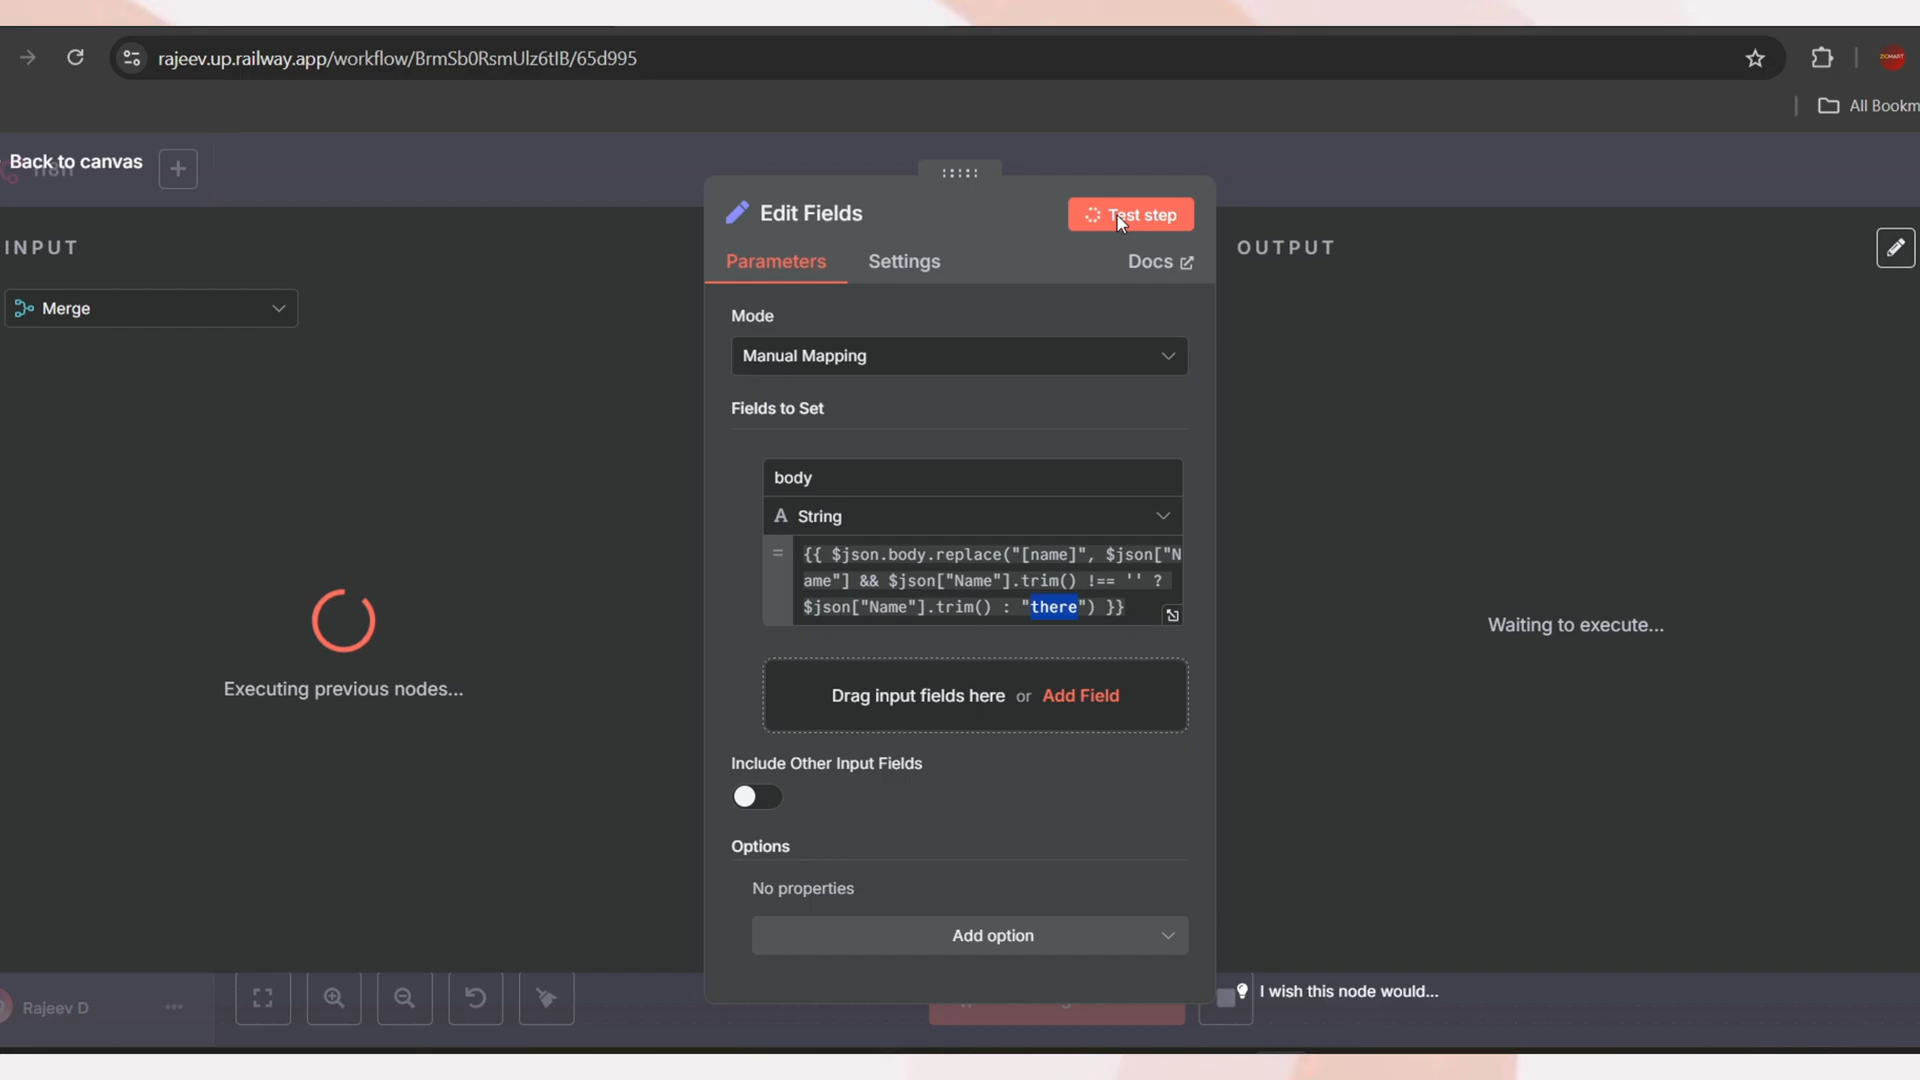 rajeev.up.railway.app/workflow/BrmSb0RsmUlz6tIB/65d995
ZIOMART
All Bookm
Back to canvas
n8n
Edit Fields
Test step
INPUT
OUTPUT
Parameters
Settings
Docs
Merge
Mode
Manual Mapping
Fields to Set
body
A String
= {{ $json.body.replace("[name]", $json["N
ame"] && $json["Name"].trim() !== '' ?
$json["Name"].trim() : "there") }}
Executing previous nodes...
Waiting to execute...
Drag input fields here or Add Field
Include Other Input Fields
Options
No properties
Add option
Rajeev D
I wish this node would...